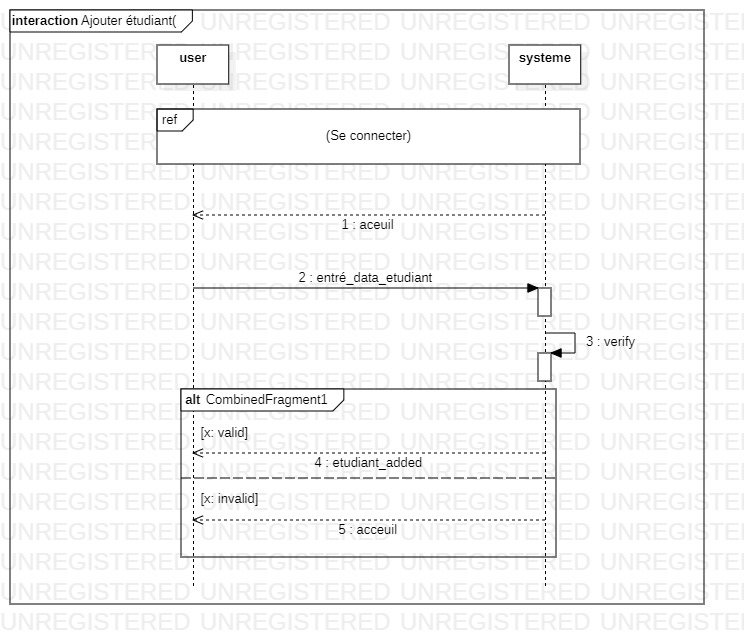 interaction Ajouter étudiant(
user
systeme
ref
(Se connecter)
1 : aceuil
2 : entré_data_etudiant
3 : verify
alt CombinedFragment1
[x: valid]
4 : etudiant_added
[x: invalid]
5 : acceuil
UNREGISTERED